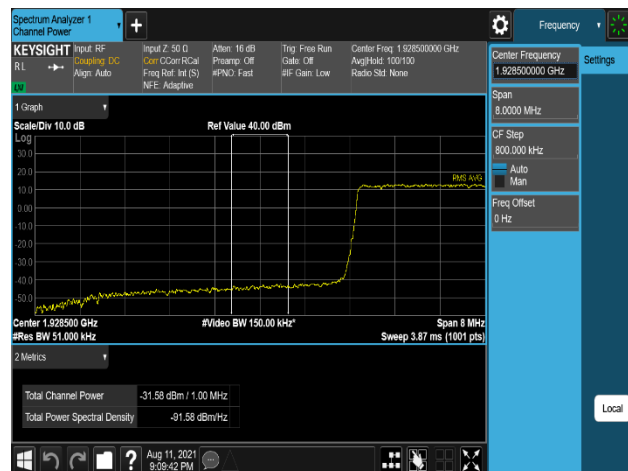 Spectrum Analyzer 1
Channel Power
Frequency
KEYSIGHT
R L
LXI
Input: RF
Coupling: DC
Align: Auto
Input Z: 50 Ω
Corr CCorr RCal
Freq Ref: Int (S)
NFE: Adaptive
Atten: 16 dB
Preamp: Off
#PNO: Fast
Trig: Free Run
Gate: Off
#IF Gain: Low
Center Freq: 1.928500000 GHz
Avg|Hold: 100/100
Radio Std: None
Center Frequency
1.928500000 GHz
Settings
Span
8.0000 MHz
CF Step
800.000 kHz
Auto
Man
Freq Offset
0 Hz
1 Graph
Scale/Div 10.0 dB
Ref Value 40.00 dBm
Log
30.0
20.0
RMS AVG
10.0
0.0
-10.0
-20.0
-30.0
-40.0
-50.0
Center 1.928500 GHz
#Video BW 150.00 kHz*
Span 8 MHz
#Res BW 51.000 kHz
Sweep 3.87 ms (1001 pts)
2 Metrics
Total Channel Power
-31.58 dBm / 1.00 MHz
Total Power Spectral Density
-91.58 dBm/Hz
Local
?
Aug 11, 2021
9:09:42 PM